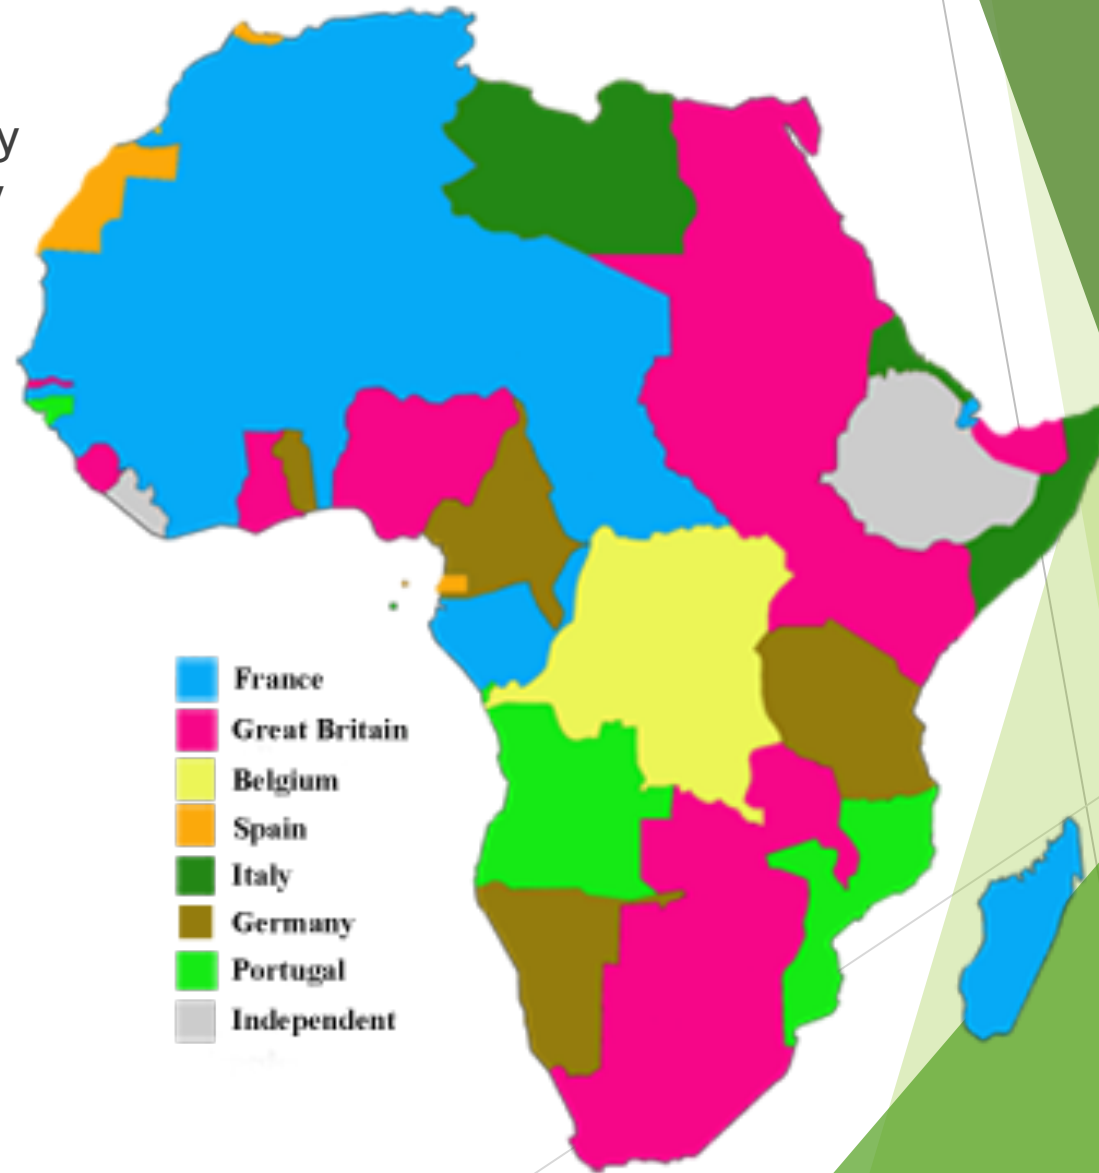 y
y
France
Great Britain
Belgium
Spain
Italy
Germany
Portugal
Independent